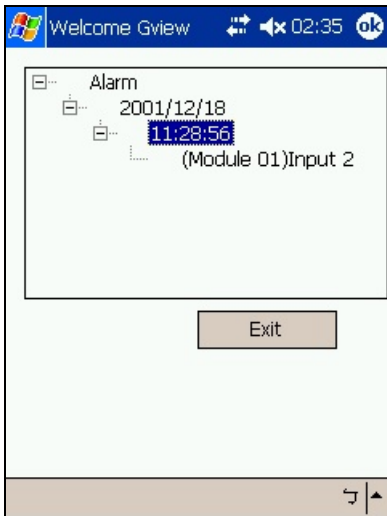 Welcome Gview 02:35 ok
Alarm
2001/12/18
11:28:56
(Module 01)Input 2
Exit